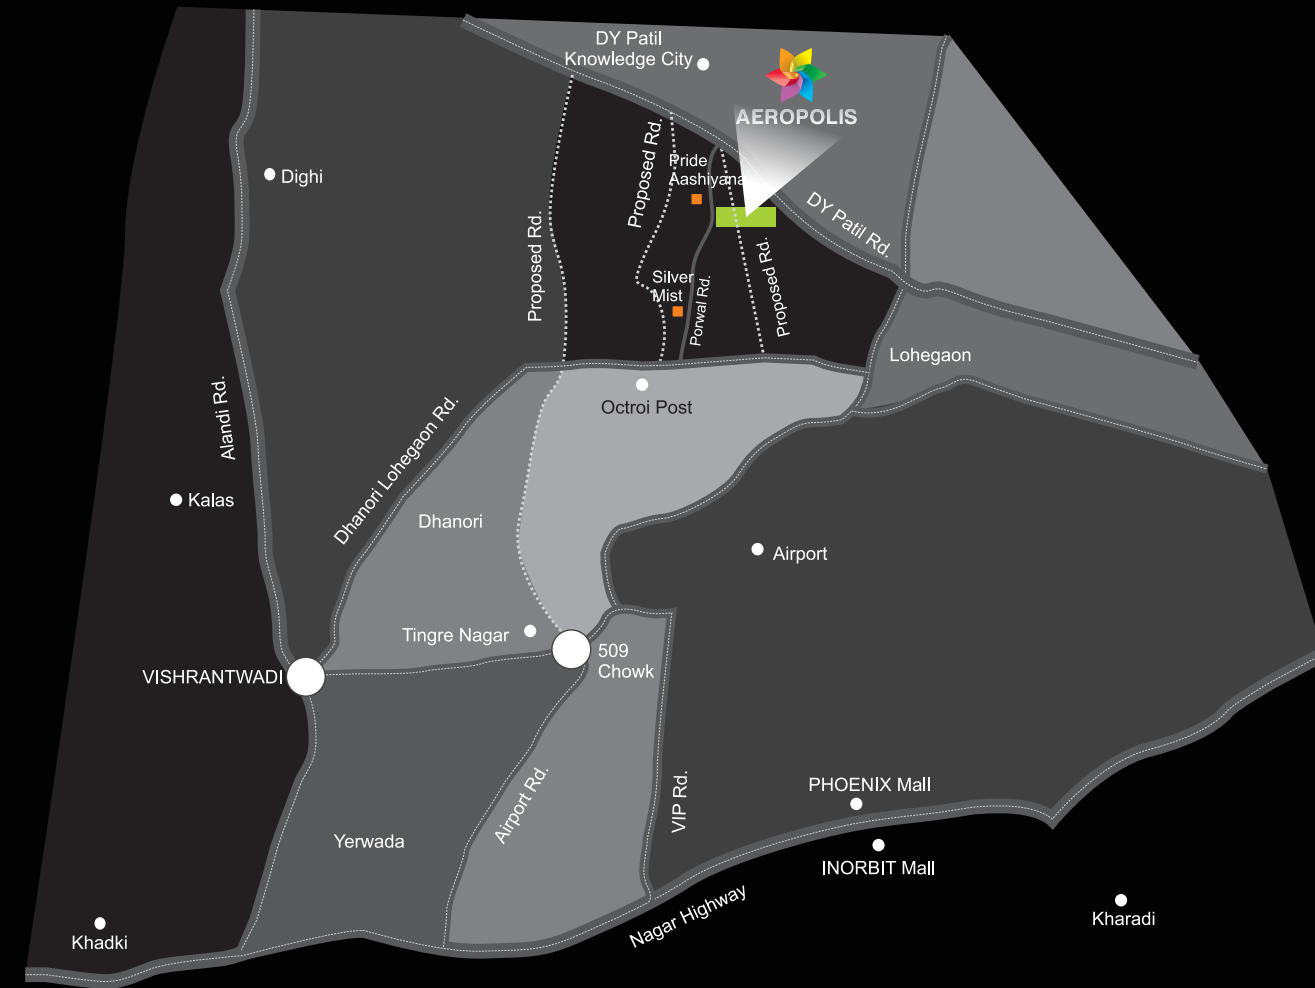 DY Patil
Knowledge City
AEROPOLIS
Proposed Rd.
Pride
Aashiyana
Dighi
DY Patil Rd.
Proposed Rd.
Proposed Rd.
Silver
Mist
Porwal Rd.
Lohegaon
Alandi Rd.
Octroi Post
Dhanori Lohegaon Rd.
Kalas
Dhanori
Airport
Tingre Nagar
509
Chowk
VISHRANTWADI
PHOENIX Mall
VIP Rd.
Airport Rd.
Yerwada
INORBIT Mall
Nagar Highway
Kharadi
Khadki